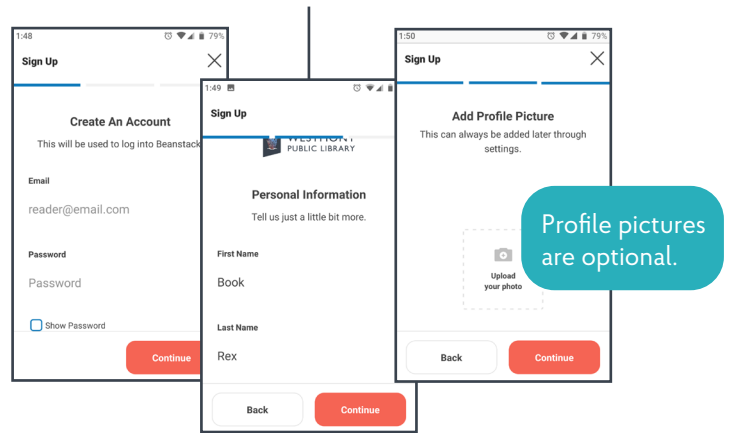 1:48
79%
Sign Up
Create An Account
This will be used to log into Beanstack
Email
reader@email.com
Password
Password
Show Password
Continue
1:49
Sign Up
WESTMONT
PUBLIC LIBRARY
Personal Information
Tell us just a little bit more.
First Name
Book
Last Name
Rex
Back
Continue
1:50
79%
Sign Up
Add Profile Picture
This can always be added later through
settings.
Upload
your photo
Back
Continue
Profile pictures
are optional.